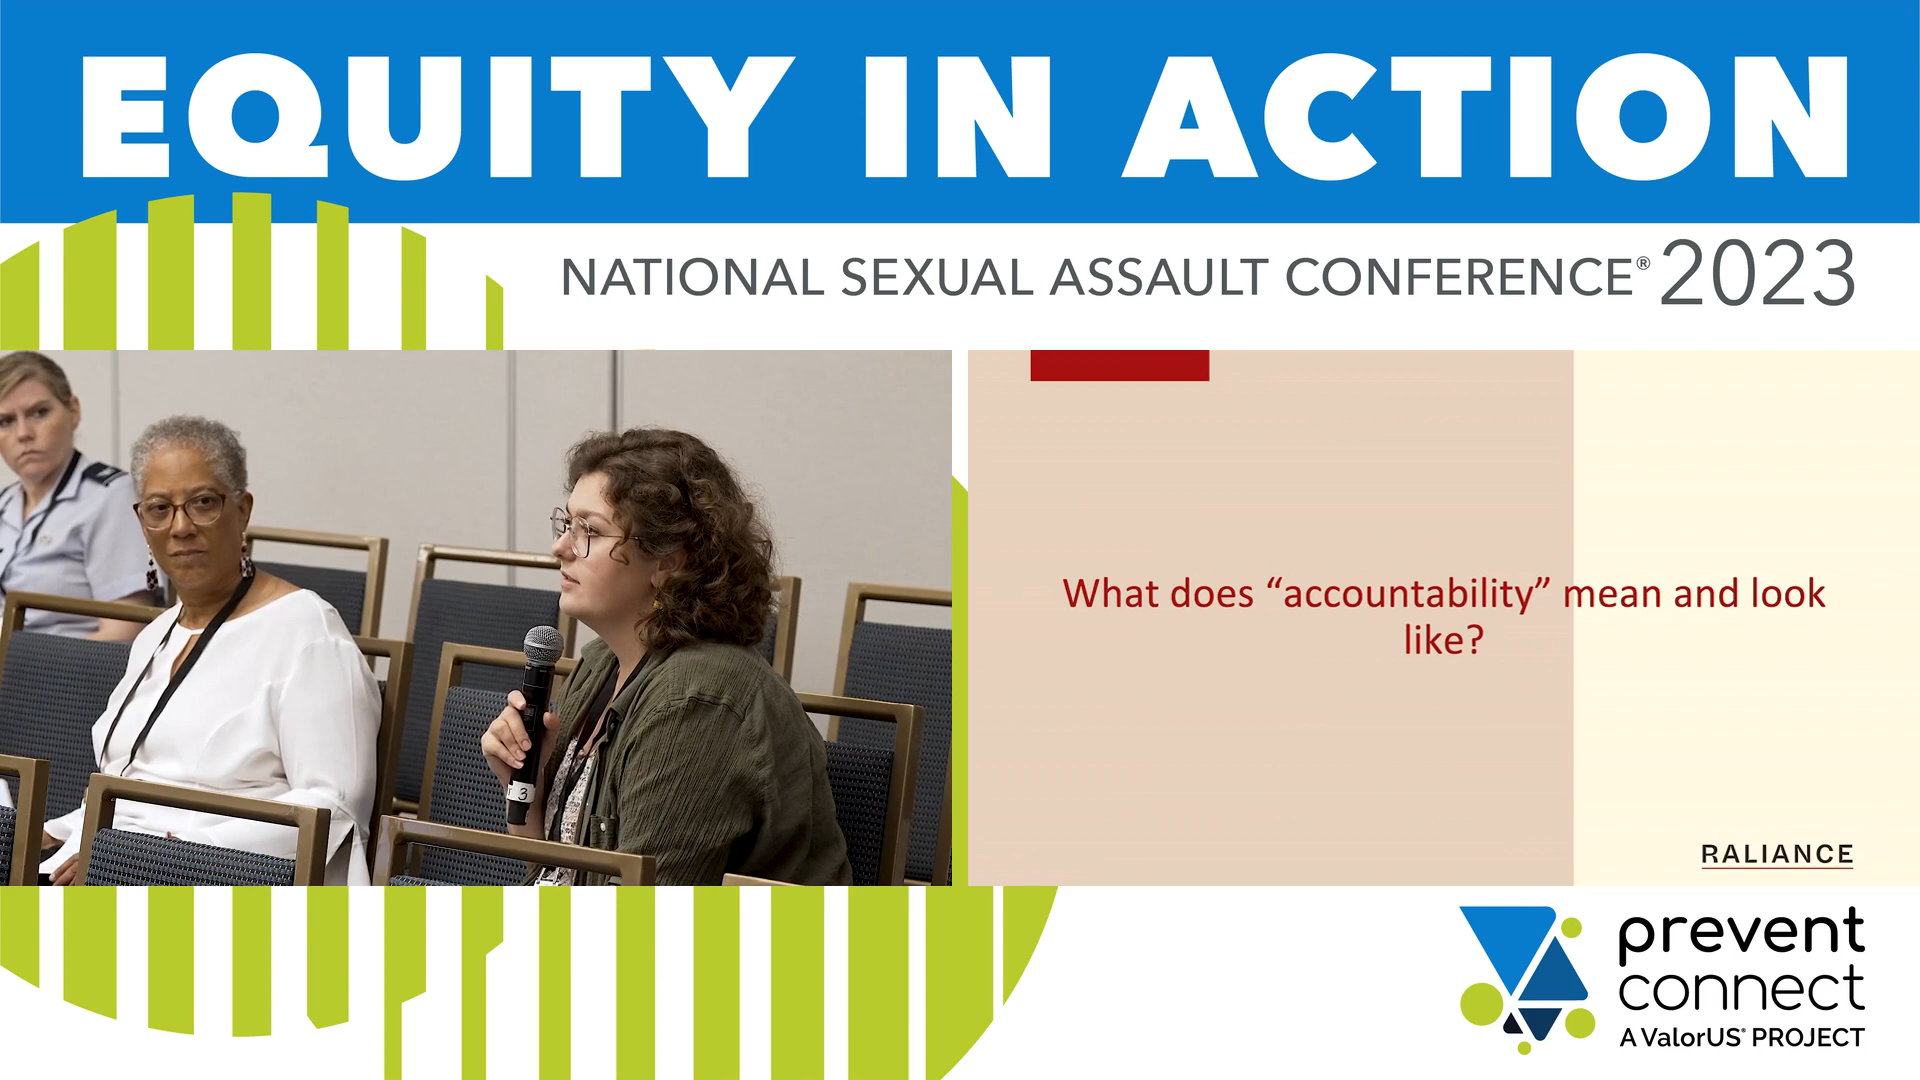 EQUITY IN ACTION
NATIONAL SEXUAL ASSAULT CONFERENCE® 2023
3
What does “accountability” mean and look
like?
RALIANCE
prevent
connect
A ValorUS® PROJECT